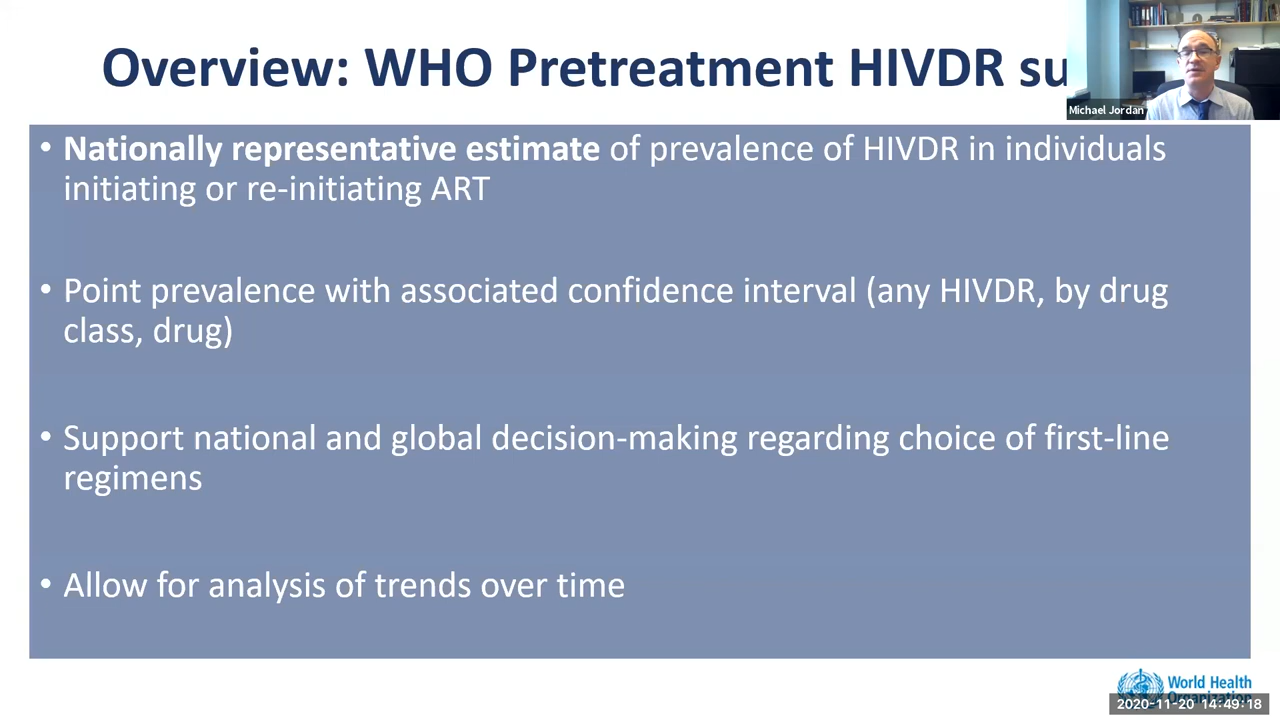 Overview: WHO Pretreatment HIVDR su
Michael Jordan
• Nationally representative estimate of prevalence of HIVDR in individuals
initiating or re-initiating ART
• Point prevalence with associated confidence interval (any HIVDR, by drug
class, drug)
• Support national and global decision-making regarding choice of first-line
regimens
• Allow for analysis of trends over time
World Health
Organization
2020-11-20 14:49:18